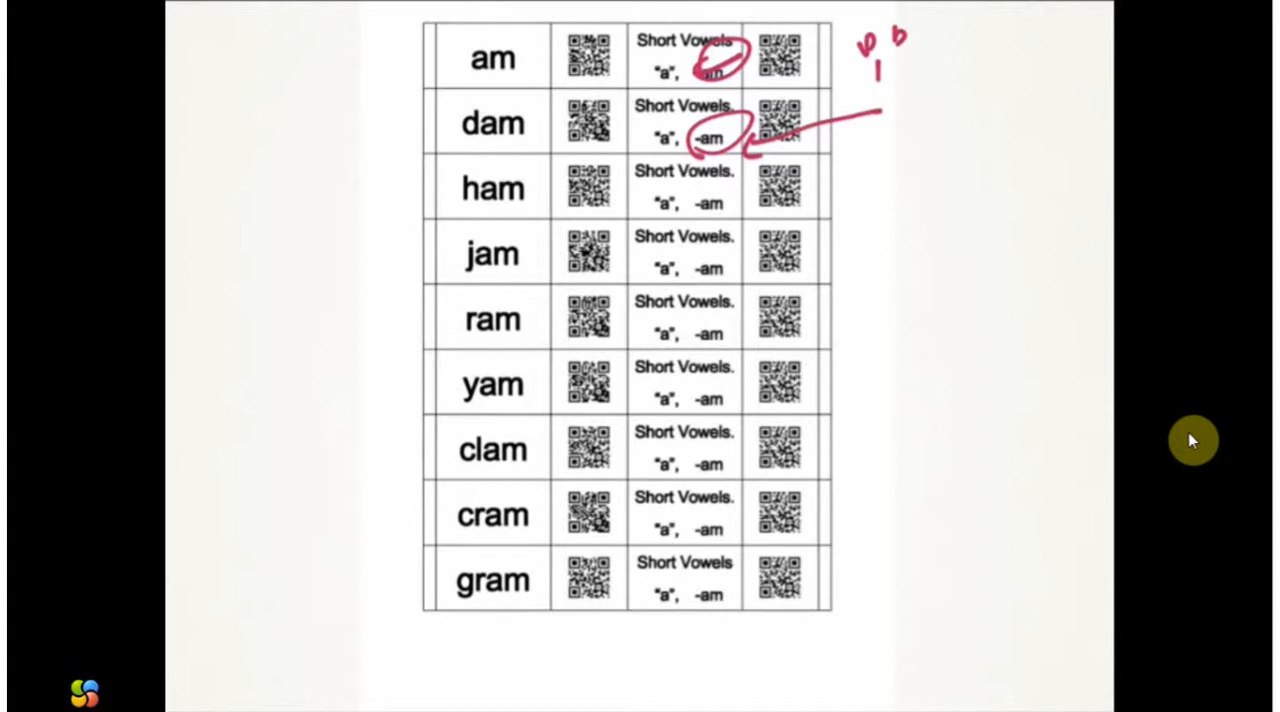 am
Short Vowels
"a",
dam
Short Vowels.
"a", -am
ham
Short Vowels.
"a", -am
jam
Short Vowels.
"a", -am
ram
Short Vowels.
"a", -am
yam
Short Vowels.
"a", -am
clam
Short Vowels.
"a", -am
cram
Short Vowels.
"a", -am
gram
Short Vowels
"a", -am
p b